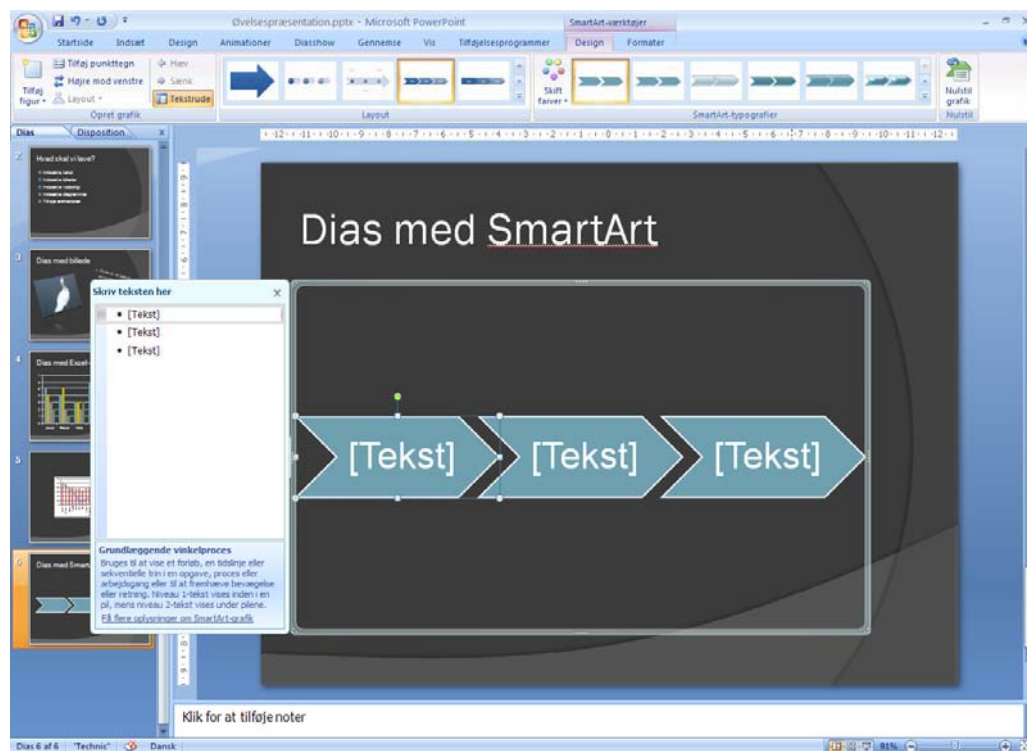 Øvelsespræsentation.pptx - Microsoft PowerPoint
SmartArt-værktøjer
Startside Indsæt Design Animationer Diasshow Gennemse Vis Tilføjelsesprogrammer Design Formater
Tilføj figur
Tilføj punkttegn
Højre mod venstre
Layout
Hæv
Sænk
Tekstrude
Opret grafik
Layout
Skift farver
SmartArt-typografier
Nulstil grafik
Nulstil
Dias Disposition x
2
Hvad skal vi lave?
3
Dias med billede
4
Dias med Excel
5
6
Dias med Smart
Skriv teksten her
[Tekst]
[Tekst]
[Tekst]
Grundlæggende vinkelproces
Bruges til at vise et forløb, en tidslinje eller
sekventielle trin i en opgave, proces eller
arbejdsgang eller til at fremhæve bevægelse
eller retning. Niveau 1-tekst vises inden i en
pil, mens niveau 2-tekst vises under pilene.
Få flere oplysninger om SmartArt-grafik
Dias med SmartArt
[Tekst] [Tekst] [Tekst]
Klik for at tilføje noter
Dias 6 af 6 "Technic" Dansk 81%